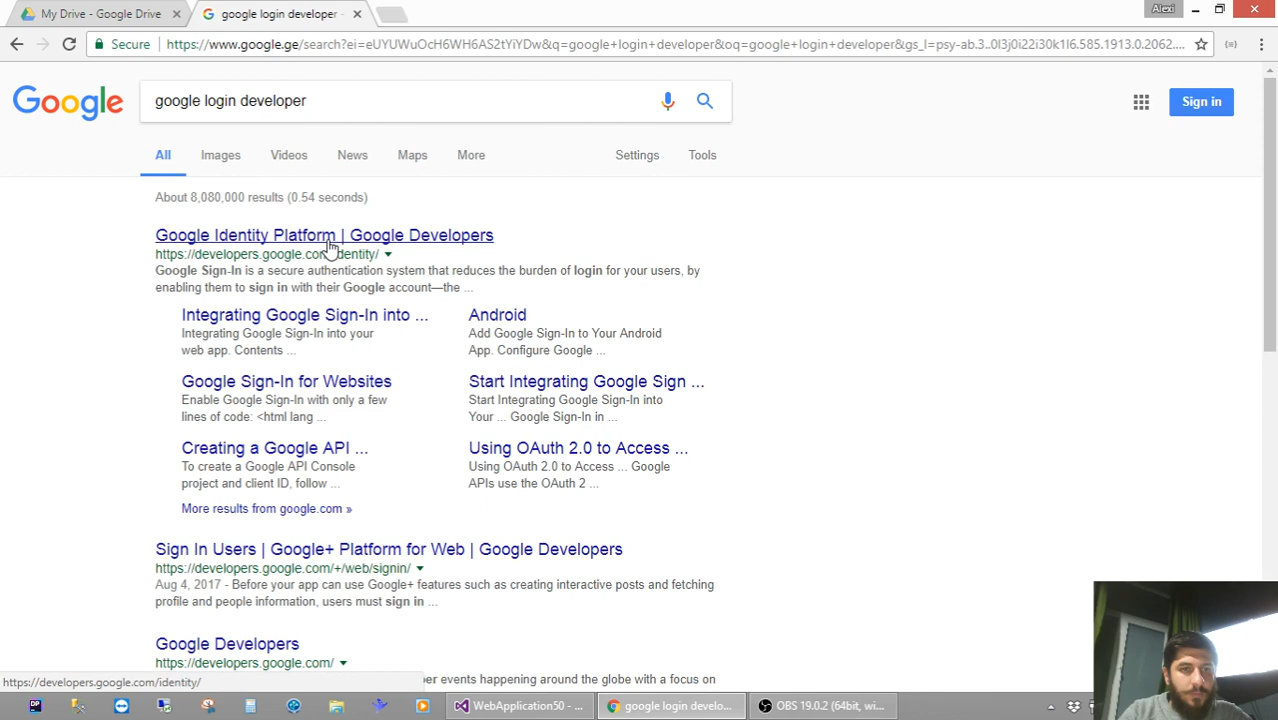 My Drive - Google Drive
google login developer -
Alexi
Secure
https://www.google.ge/search?ei=eUYUWuOcH6WH6AS2tYiYDw&q=google+login+developer&oq=google+login+developer&gs_l=psy-ab.3..0l3j0i22i30k1l6.585.1913.0.2062....
Google
google login developer
Sign in
All
Images
Videos
News
Maps
More
Settings
Tools
About 8,080,000 results (0.54 seconds)
Google Identity Platform | Google Developers
https://developers.google.com/identity/
Google Sign-In is a secure authentication system that reduces the burden of login for your users, by
enabling them to sign in with their Google account—the ...
Integrating Google Sign-In into ...
Integrating Google Sign-In into your
web app. Contents ...
Android
Add Google Sign-In to Your Android
App. Configure Google ...
Google Sign-In for Websites
Enable Google Sign-In with only a few
lines of code: <html lang ...
Start Integrating Google Sign ...
Start Integrating Google Sign-In into
Your ... Google Sign-In in ...
Creating a Google API ...
To create a Google API Console
project and client ID, follow ...
Using OAuth 2.0 to Access ...
Using OAuth 2.0 to Access ... Google
APIs use the OAuth 2 ...
More results from google.com »
Sign In Users | Google+ Platform for Web | Google Developers
https://developers.google.com/+/web/signin/
Aug 4, 2017 - Before your app can use Google+ features such as creating interactive posts and fetching
profile and people information, users must sign in ...
Google Developers
https://developers.google.com/
er events happening around the globe with a focus on
https://developers.google.com/identity/
DP
WebApplication50 - ...
google login develo...
OBS 19.0.2 (64bit, wi...